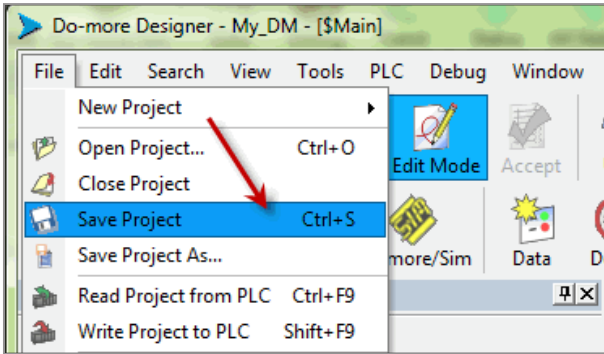 Do-more Designer - My_DM - [$Main]
File Edit Search View Tools PLC Debug Window
New Project
Open Project... Ctrl+O
Close Project
Save Project Ctrl+S
Save Project As...
Read Project from PLC Ctrl+F9
Write Project to PLC Shift+F9
Edit Mode Accept
more/Sim Data